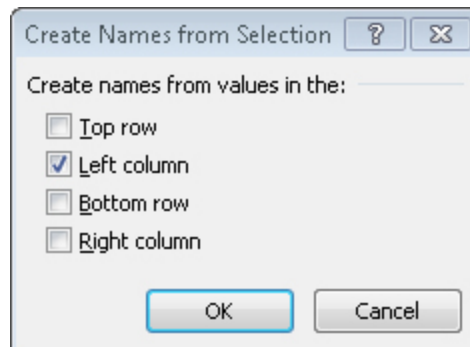 Create Names from Selection ?
Create names from values in the:
Top row
Left column
Bottom row
Right column
OK Cancel